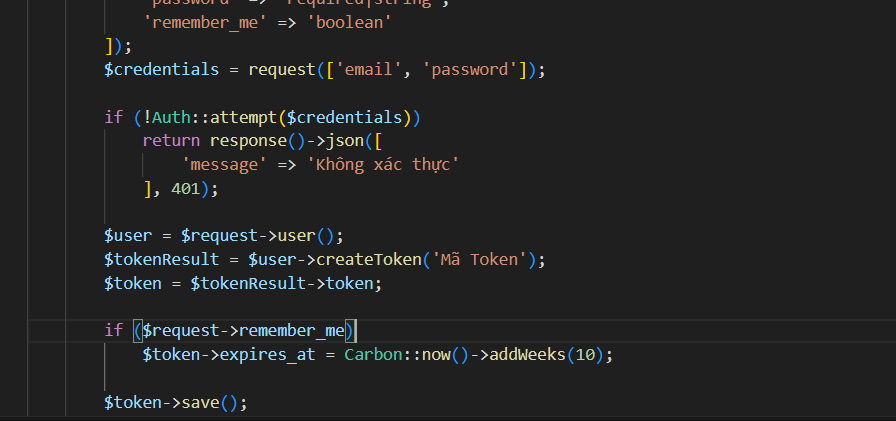 'password' => 'required|string',
'remember_me' => 'boolean'
]);
$credentials = request(['email', 'password']);
if (!Auth::attempt($credentials))
return response()->json([
'message' => 'Không xác thực'
], 401);
$user = $request->user();
$tokenResult = $user->createToken('Mã Token');
$token = $tokenResult->token;
if ($request->remember_me)
$token->expires_at = Carbon::now()->addWeeks(10);
$token->save();